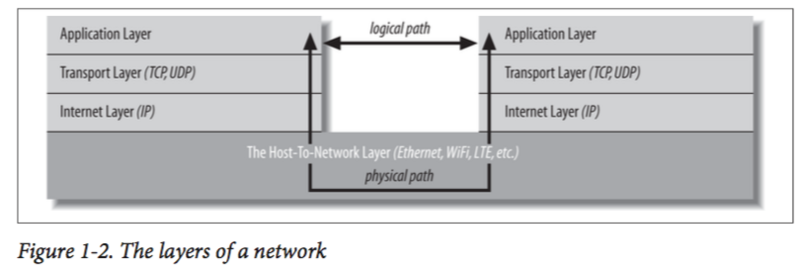 Application Layer
logical path
Application Layer
Transport Layer (TCP, UDP)
Transport Layer (TCP, UDP)
Internet Layer (IP)
Internet Layer (IP)
The Host-To-Network Layer (Ethernet, WiFi, LTE, etc.)
physical path
Figure 1-2. The layers of a network